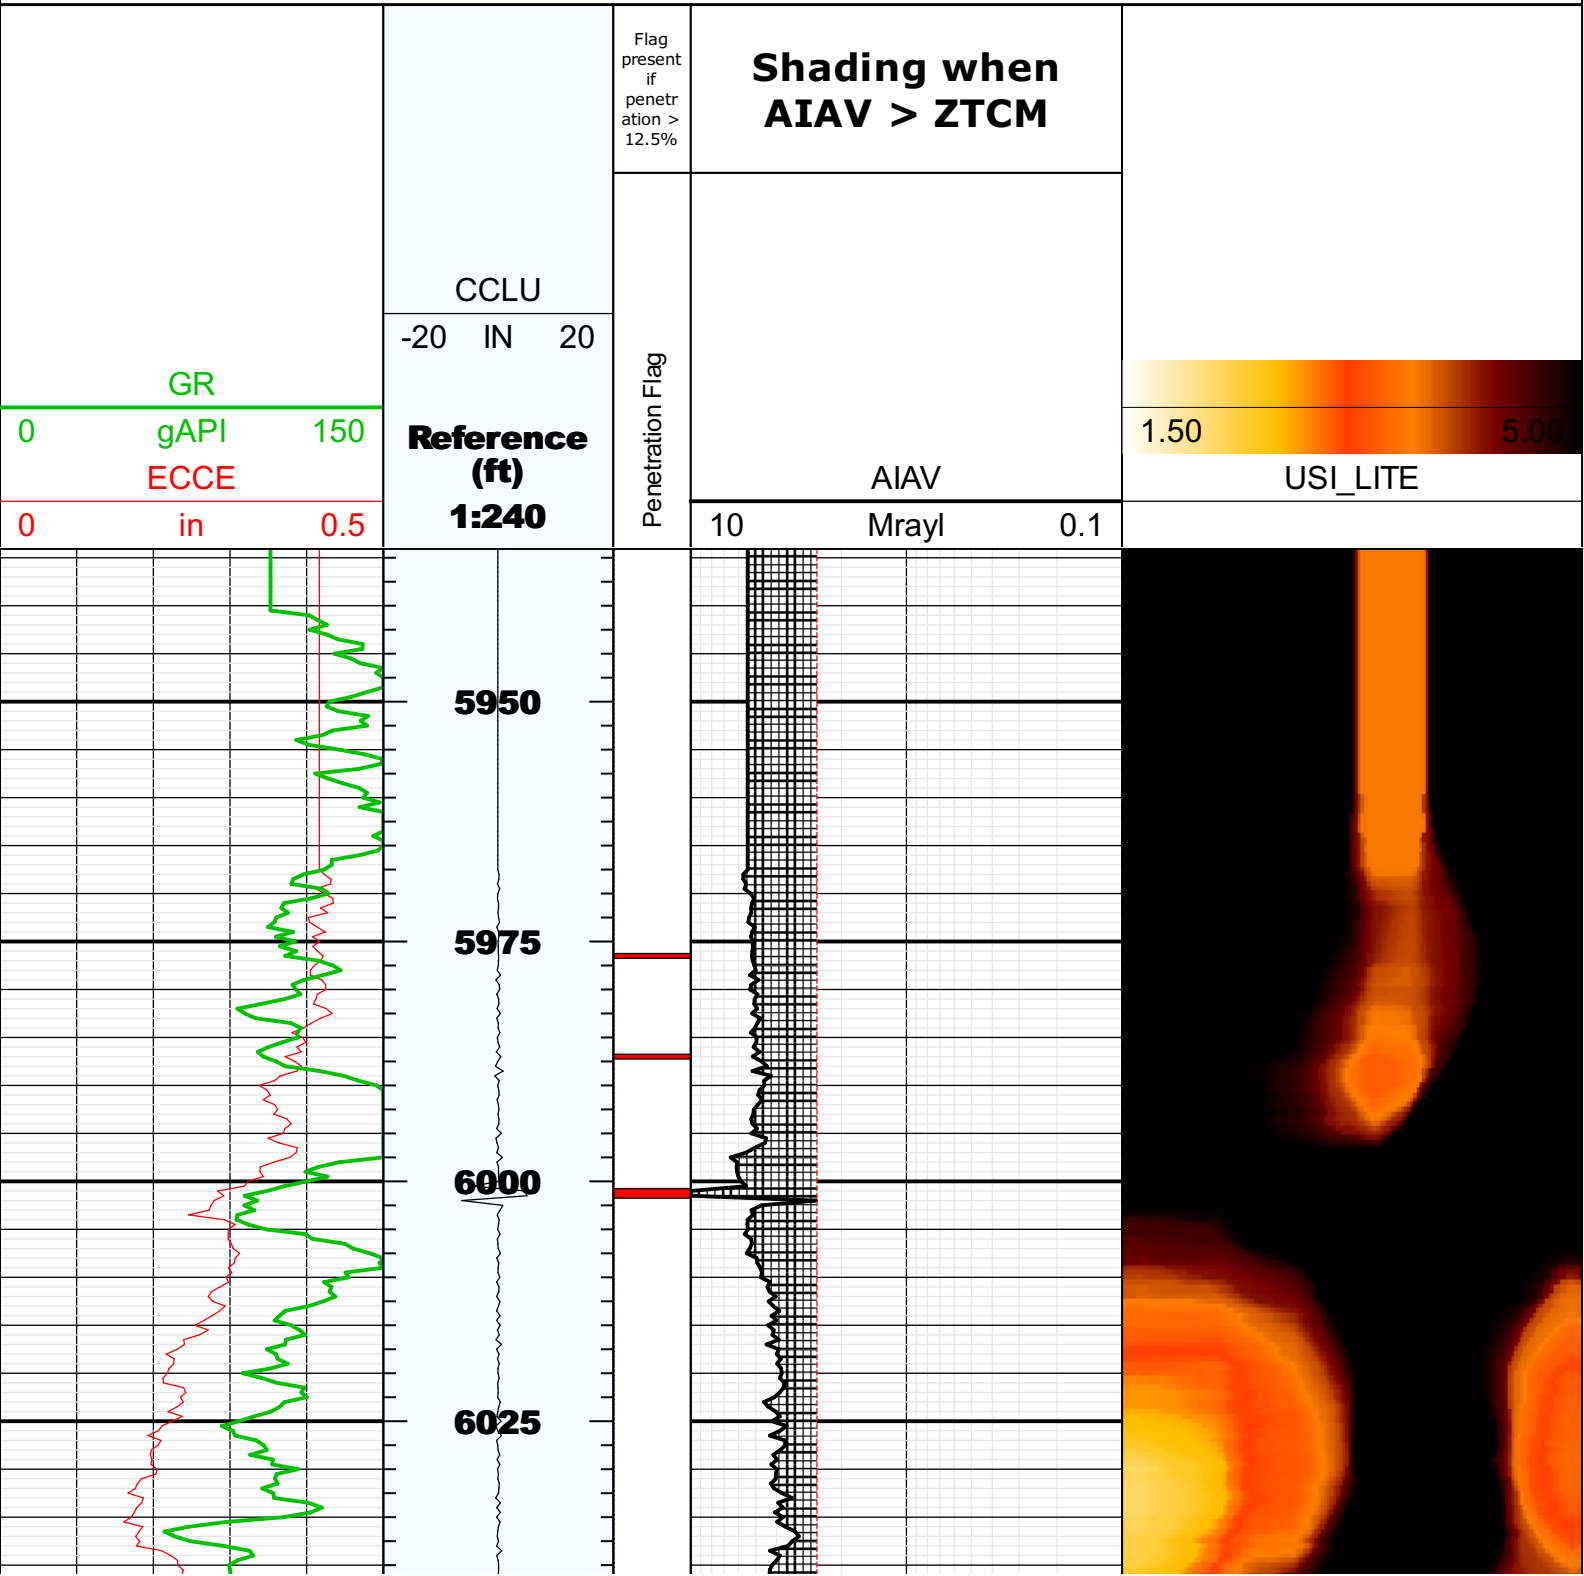 Flag
present
if
penetr
ation >
12.5%
Shading when
AIAV > ZTCM
CCLU
-20 IN 20
GR
0 gAPI 150
ECCE
0 in 0.5
Reference
(ft)
1:240
Penetration Flag
AIAV
10 Mrayl 0.1
1.50 5.00
USI_LITE
5950
5975
6000
6025